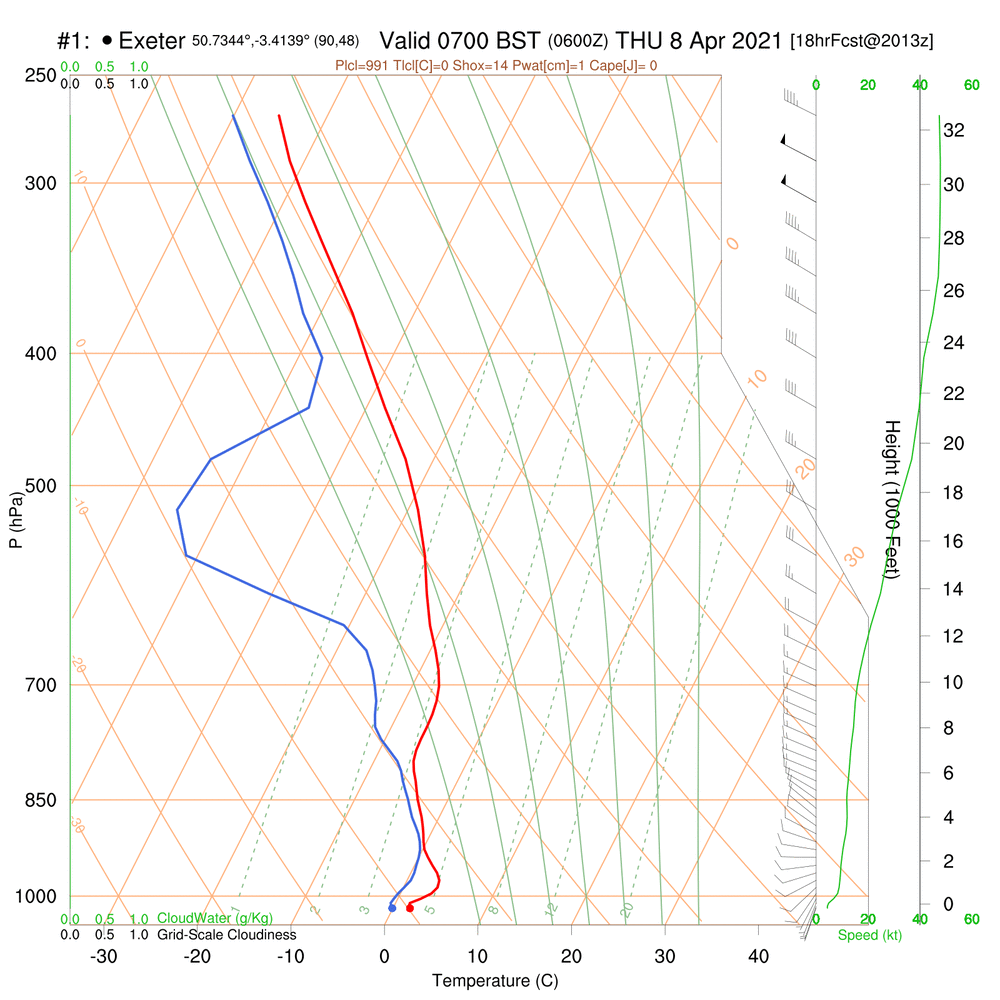 #1: ● Exeter 50.7344°,-3.4139° (90,48) Valid 0700 BST (0600Z) THU 8 Apr 2021 [18hrFcst@2013z]
Plcl=991 Tlcl[C]=0 Shox=14 Pwat[cm]=1 Cape[J]= 0
0.0 0.5 1.0
0.0 0.5 1.0
0 20 40 60
250
300
400
500
700
850
1000
P (hPa)
10
0
-10
-20
-30
0
10
20
30
1 2 3 5 8 12 20
32
30
28
26
24
22
20
18
16
14
12
10
8
6
4
2
0
Height (1000 Feet)
0.0 0.5 1.0 CloudWater (g/Kg)
0 20 40 60
0.0 0.5 1.0 Grid-Scale Cloudiness
Speed (kt)
-30 -20 -10 0 10 20 30 40
Temperature (C)